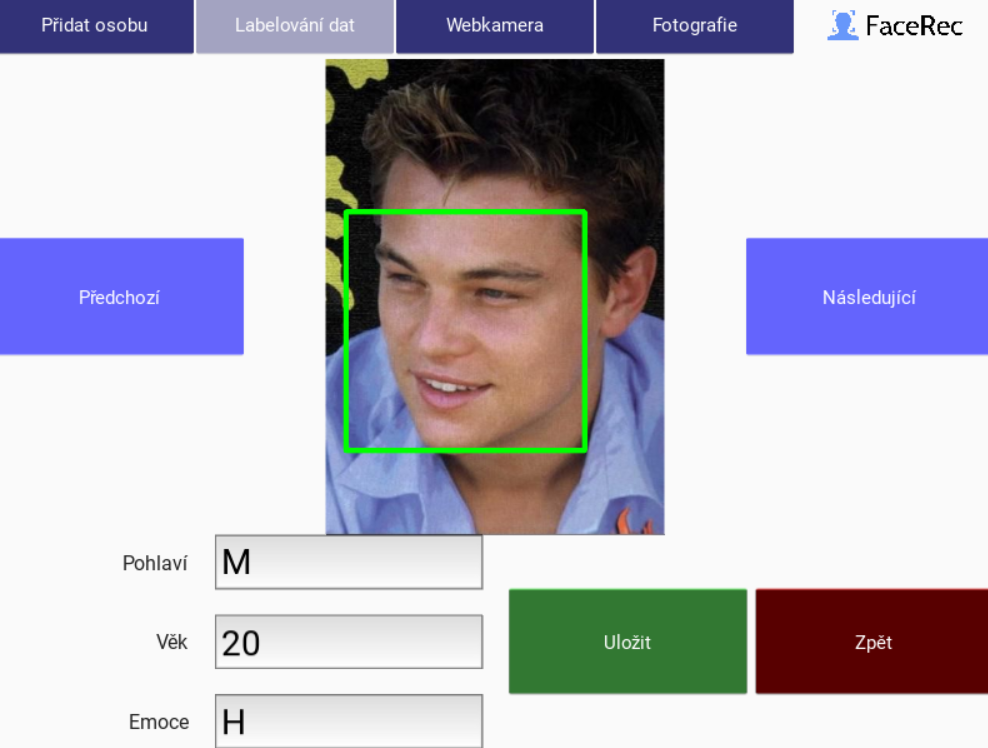 Přidat osobu
Labelování dat
Webkamera
Fotografie
FaceRec
Předchozí
Následující
Pohlaví
M
Věk
20
Uložit
Zpět
Emoce
H